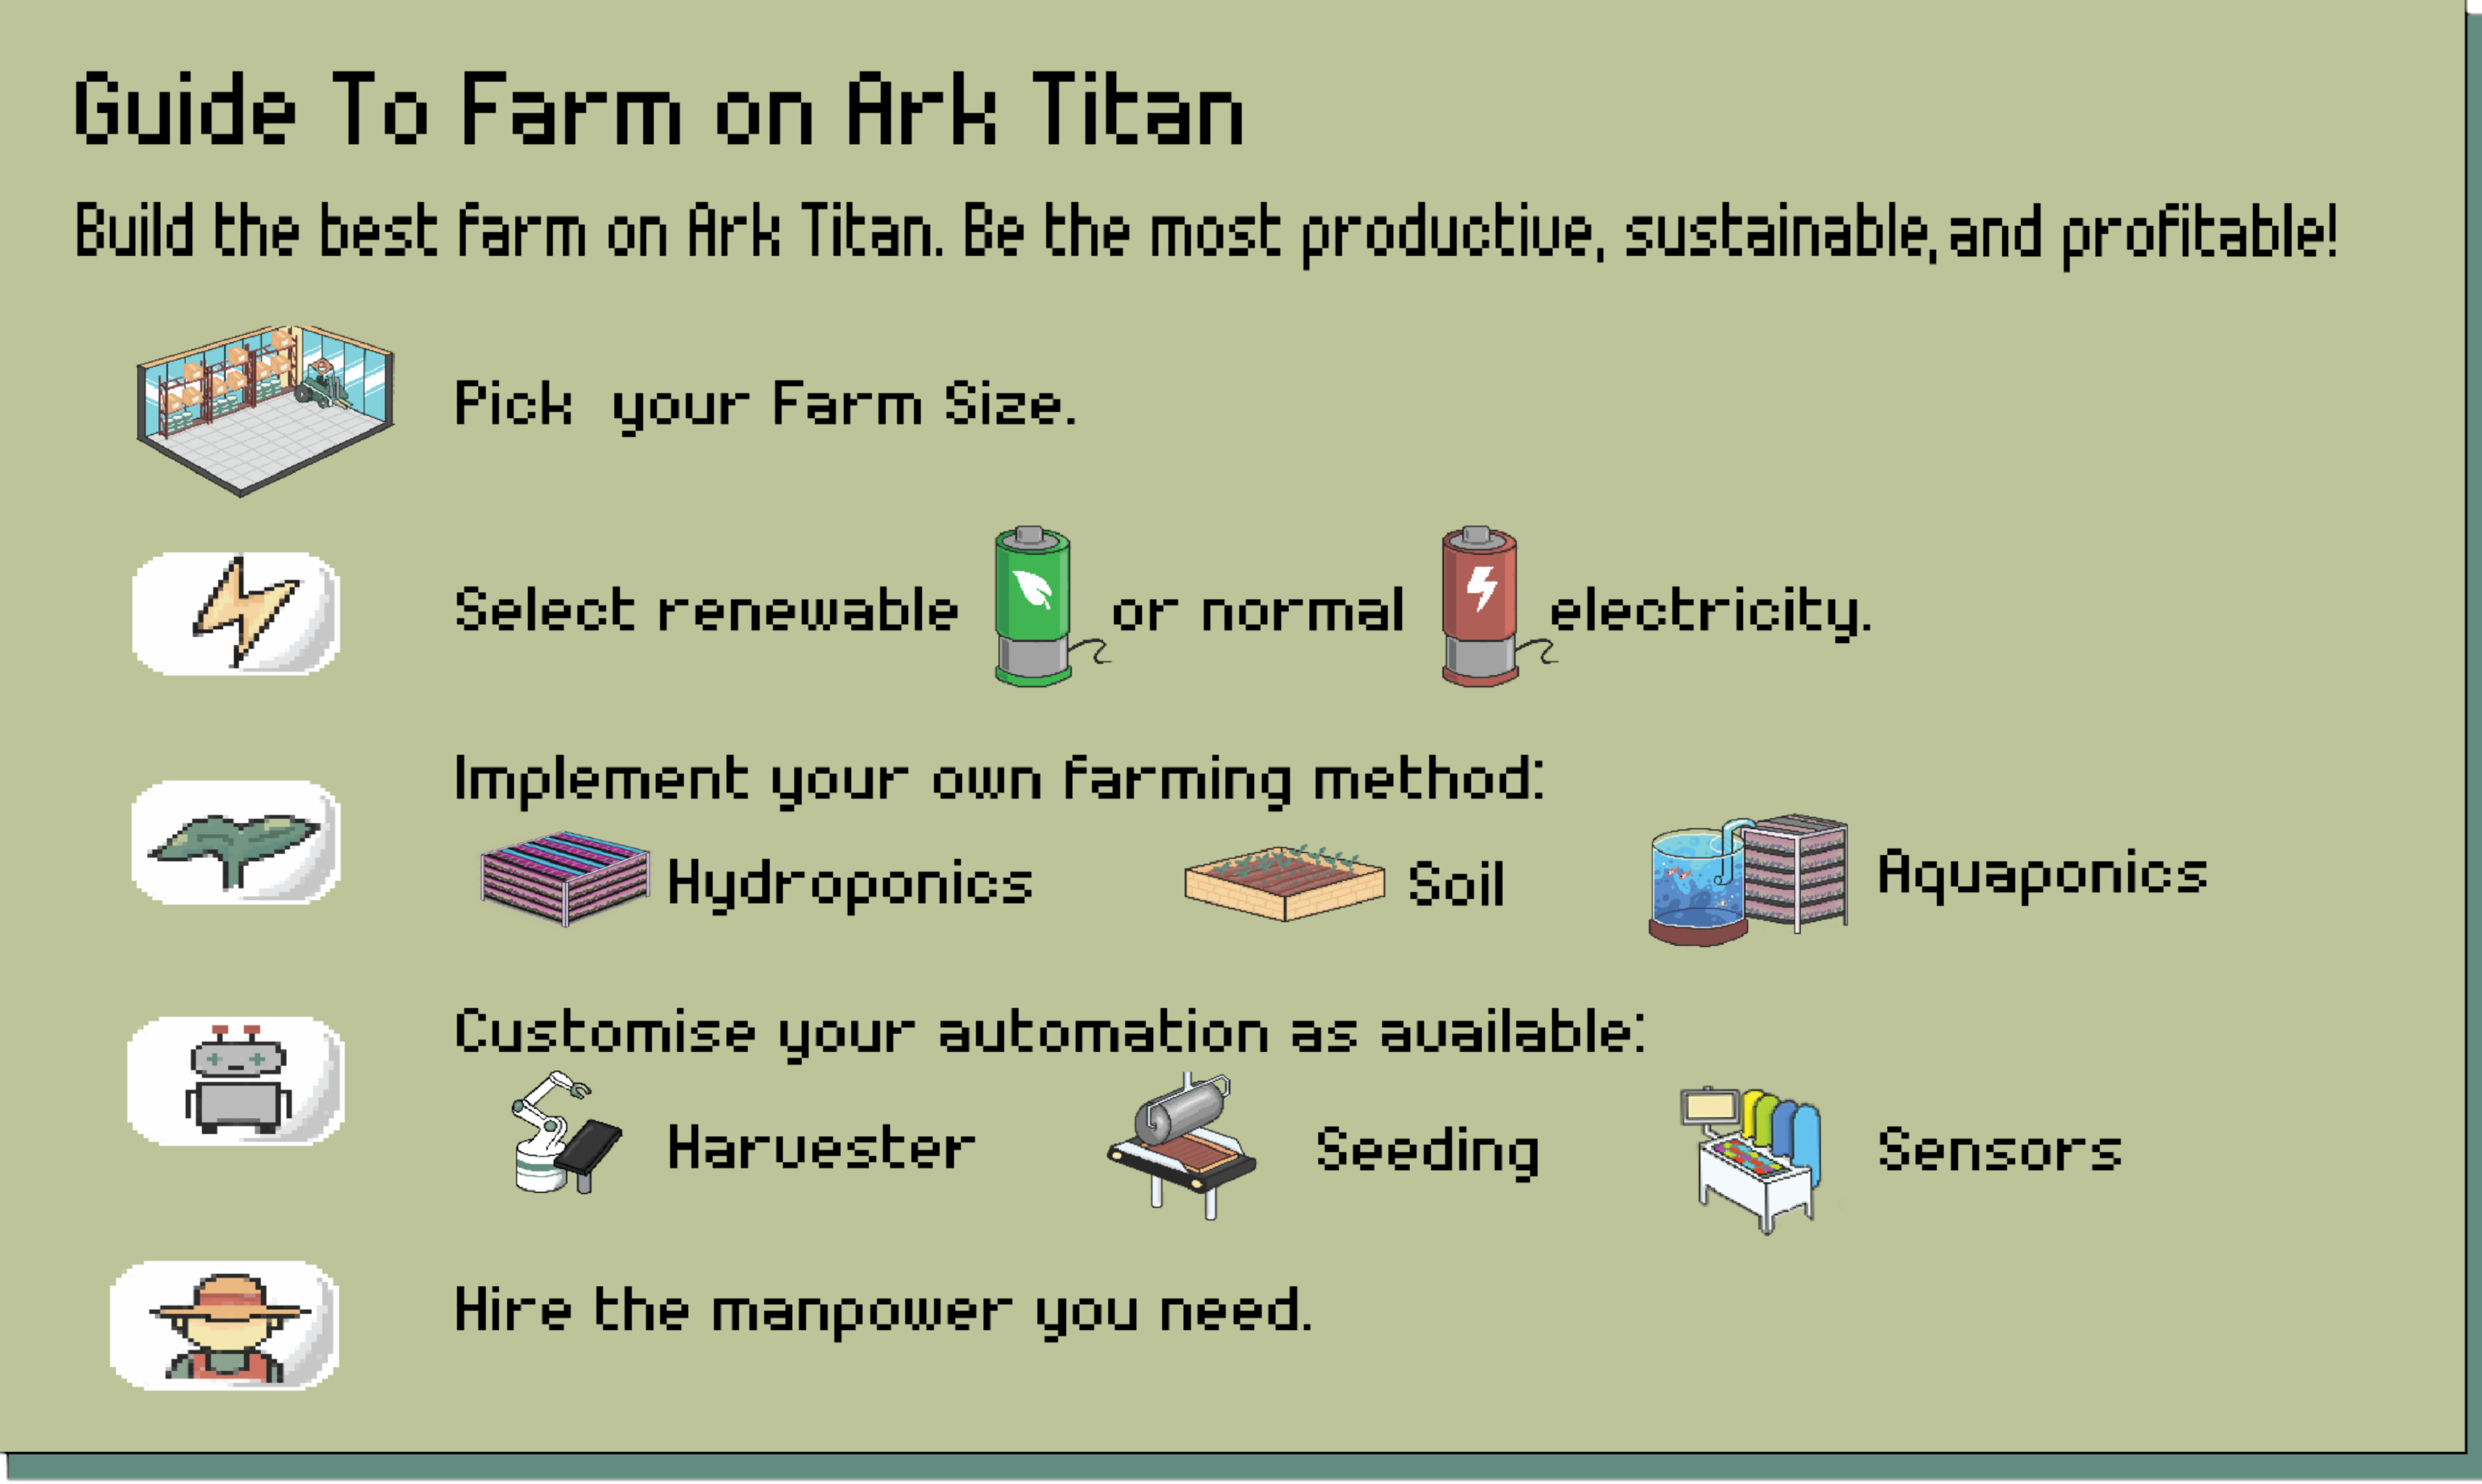 Guide To Farm on Ark Titan
Build the best farm on Ark Titan. Be the most productive, sustainable, and profitable!
Pick your Farm Size.
Select renewable or normal electricity.
Implement your own farming method:
Hydroponics Soil Aquaponics
Customise your automation as available:
Harvester Seeding Sensors
Hire the manpower you need.